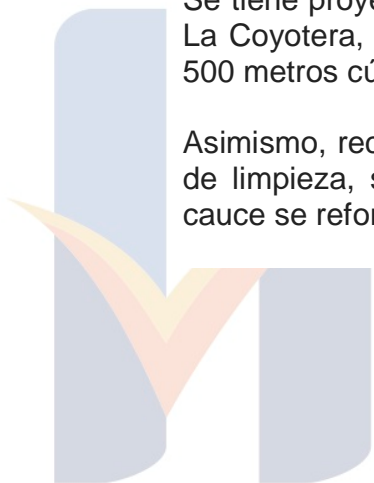 Se tiene proye
La Coyotera,
500 metros cú
Asimismo, rec
de limpieza, s
cauce se refor